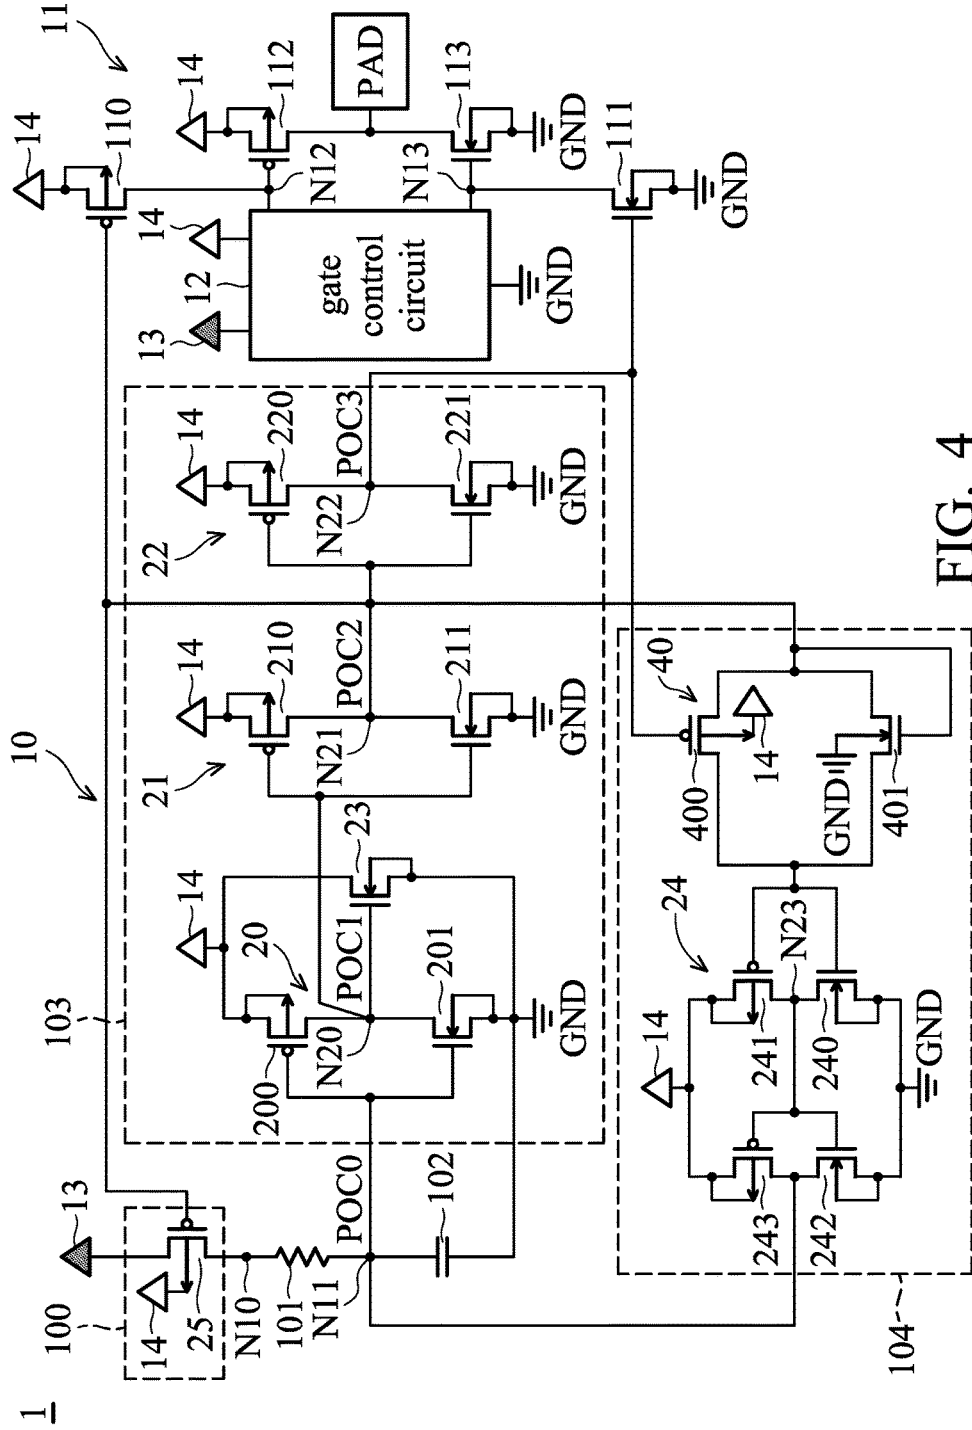 1
10
11
100
13
14
25
N10
101
N11
POC0
102
103
14
200
20
N20
POC1
201
GND
23
21
14
210
N21
POC2
211
GND
22
14
220
N22
POC3
221
GND
13
12
14
gate
control
circuit
GND
14
110
N12
14
112
PAD
N13
113
GND
111
GND
104
14
243
242
241
240
N23
24
GND
40
400
14
GND
401
FIG. 4